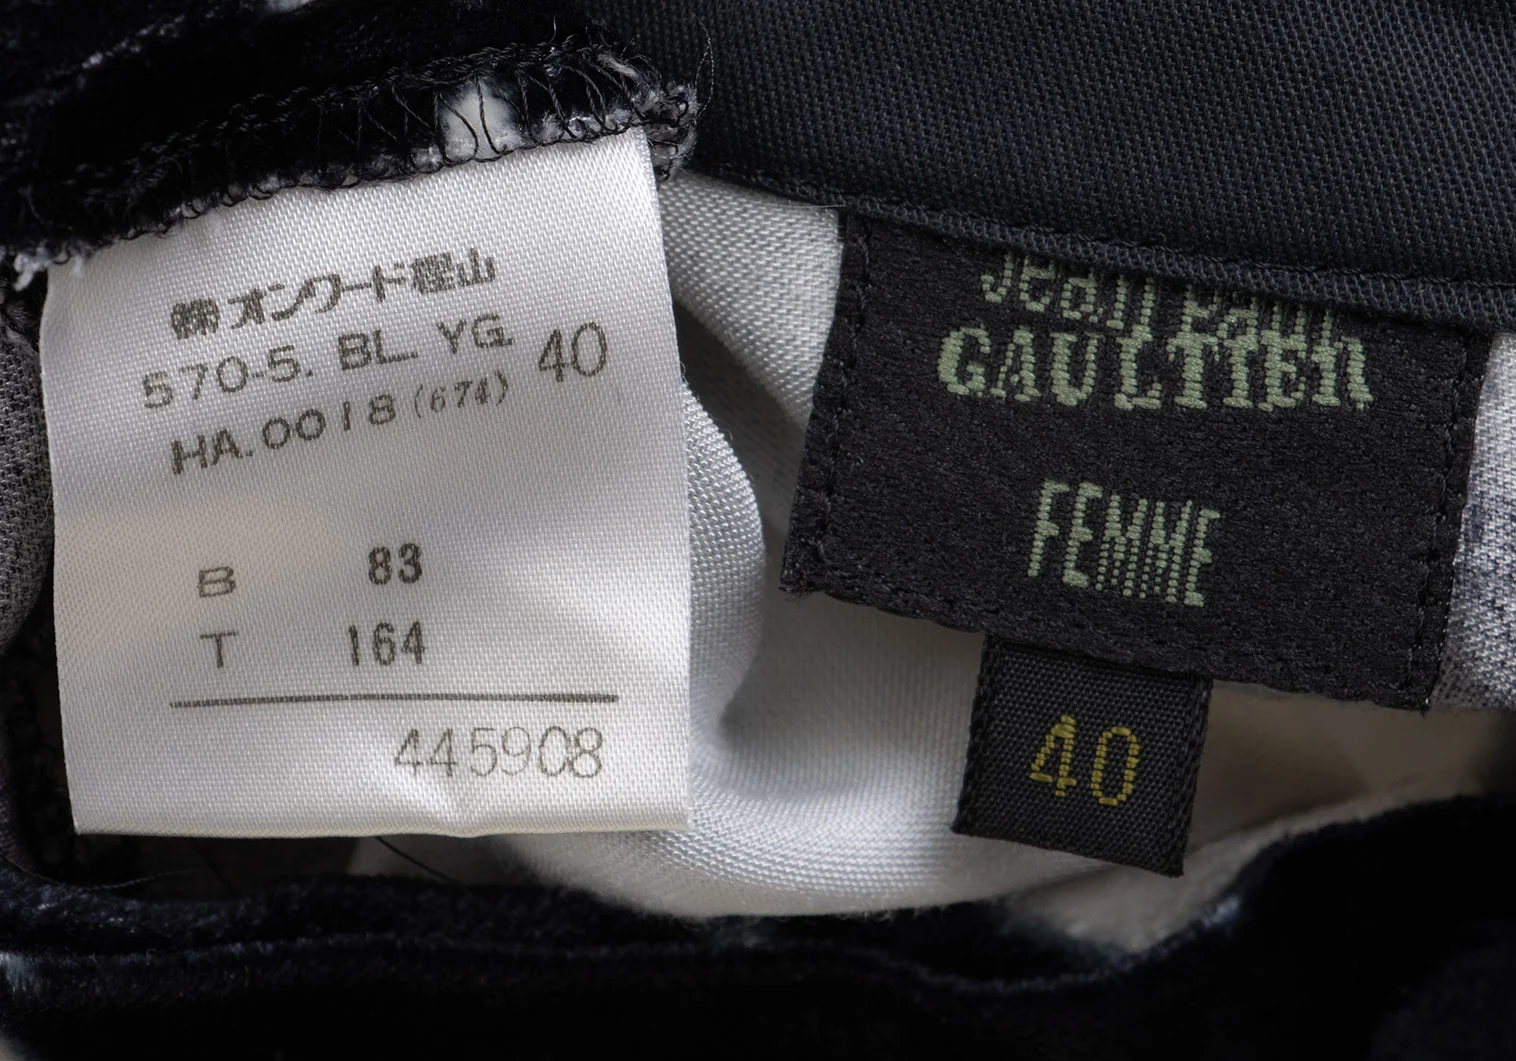 ㈱オンワード樫山
570-5. BL. YG. 40
HA.0018 (674)
B 83
T 164
445908
Jean Paul
GAULTIER
FEMME
40